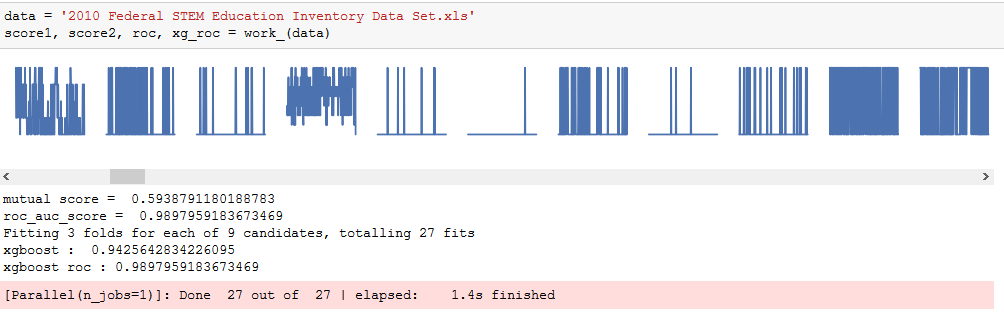 data = '2010 Federal STEM Education Inventory Data Set.xls'
score1, score2, roc, xg_roc = work_(data)
mutual score =  0.5938791180188783
roc_auc_score =  0.9897959183673469
Fitting 3 folds for each of 9 candidates, totalling 27 fits
xgboost :  0.9425642834226095
xgboost roc : 0.9897959183673469
[Parallel(n_jobs=1)]: Done  27 out of  27 | elapsed:    1.4s finished